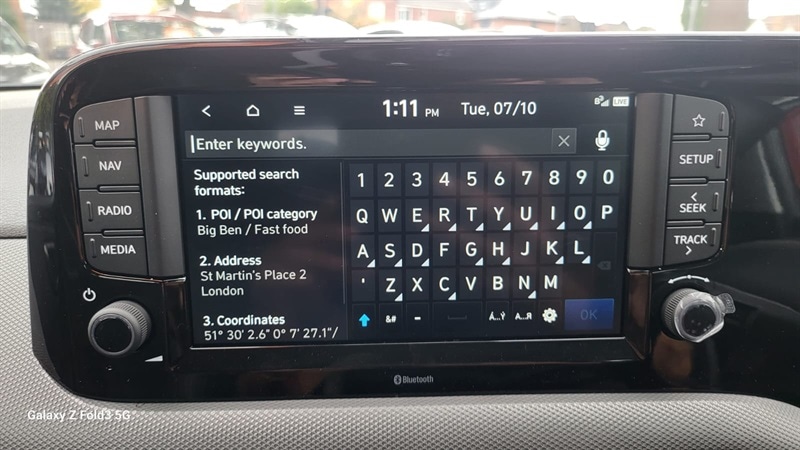 1:11 PM Tue, 07/10 LIVE
MAP
NAV
RADIO
MEDIA
Enter keywords.
Supported search
formats:
1. POI / POI category
Big Ben / Fast food
2. Address
St Martin's Place 2
London
3. Coordinates
51° 30' 2.6" 0° 7' 27.1"/
1 2 3 4 5 6 7 8 9 0
Q W E R T Y U I O P
A S D F G H J K L
' Z X C V B N M
&# - Á...Ý А...Я OK
SETUP
< SEEK
TRACK >
Bluetooth
Galaxy Z Fold3 5G